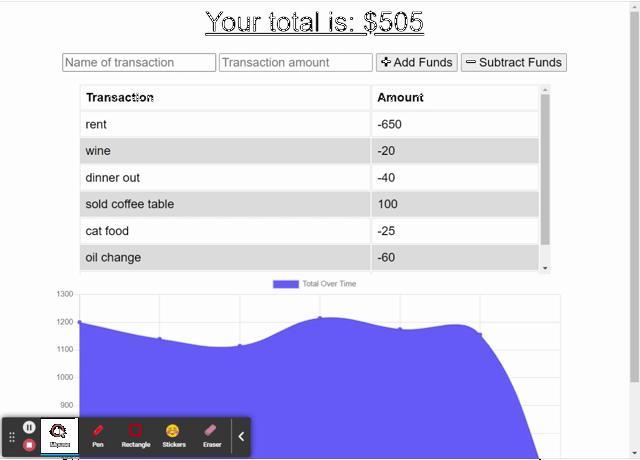 Your total is: $505
Name of transaction Transaction amount Add Funds Subtract Funds
Transaction Amount
rent -650
wine -20
dinner out -40
sold coffee table 100
cat food -25
oil change -60
Total Over Time
1300
1200
1100
1000
900
Pen Rectangle Stickers Eraser